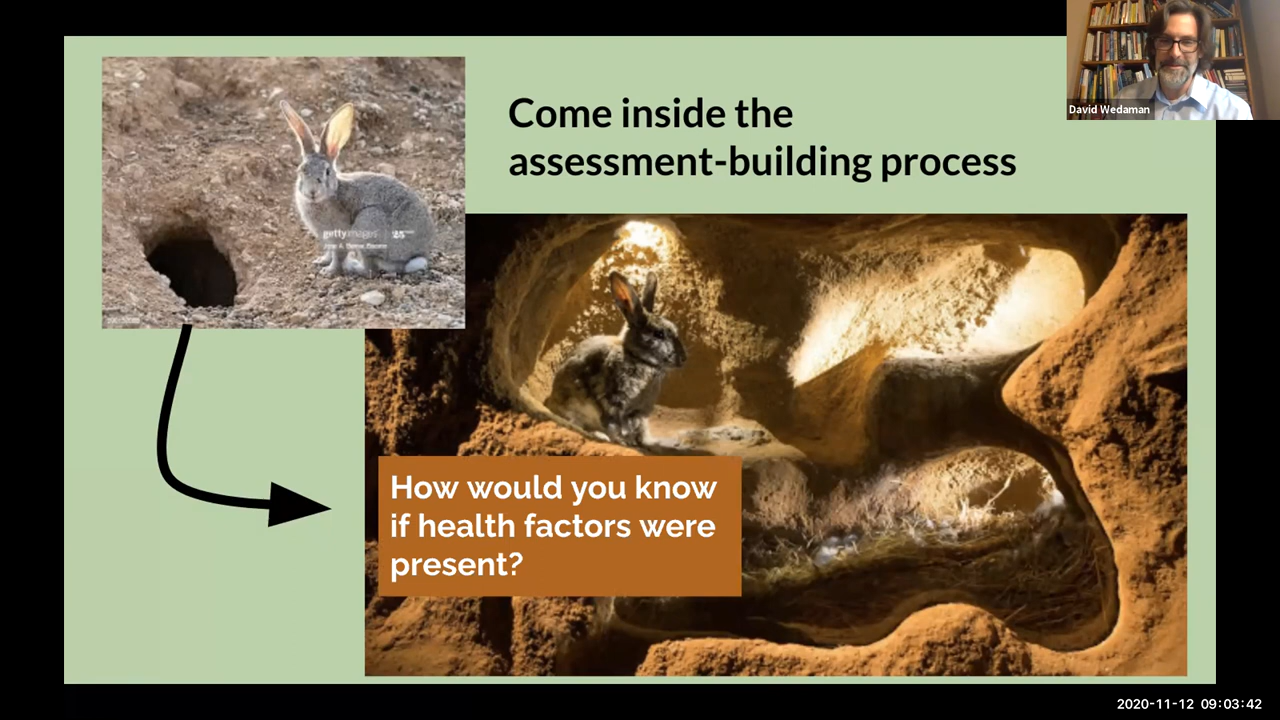 Come inside the
assessment-building process
David Wedaman
gettyimages
How would you know
if health factors were
present?
2020-11-12 09:03:42